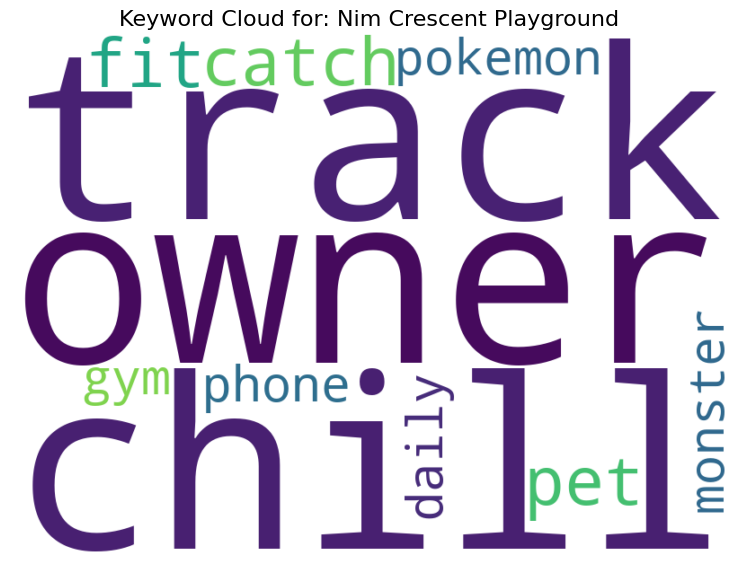 Keyword Cloud for: Nim Crescent Playground
fit catch pokemon
track
owner
gym phone
chill
daily
pet
monster